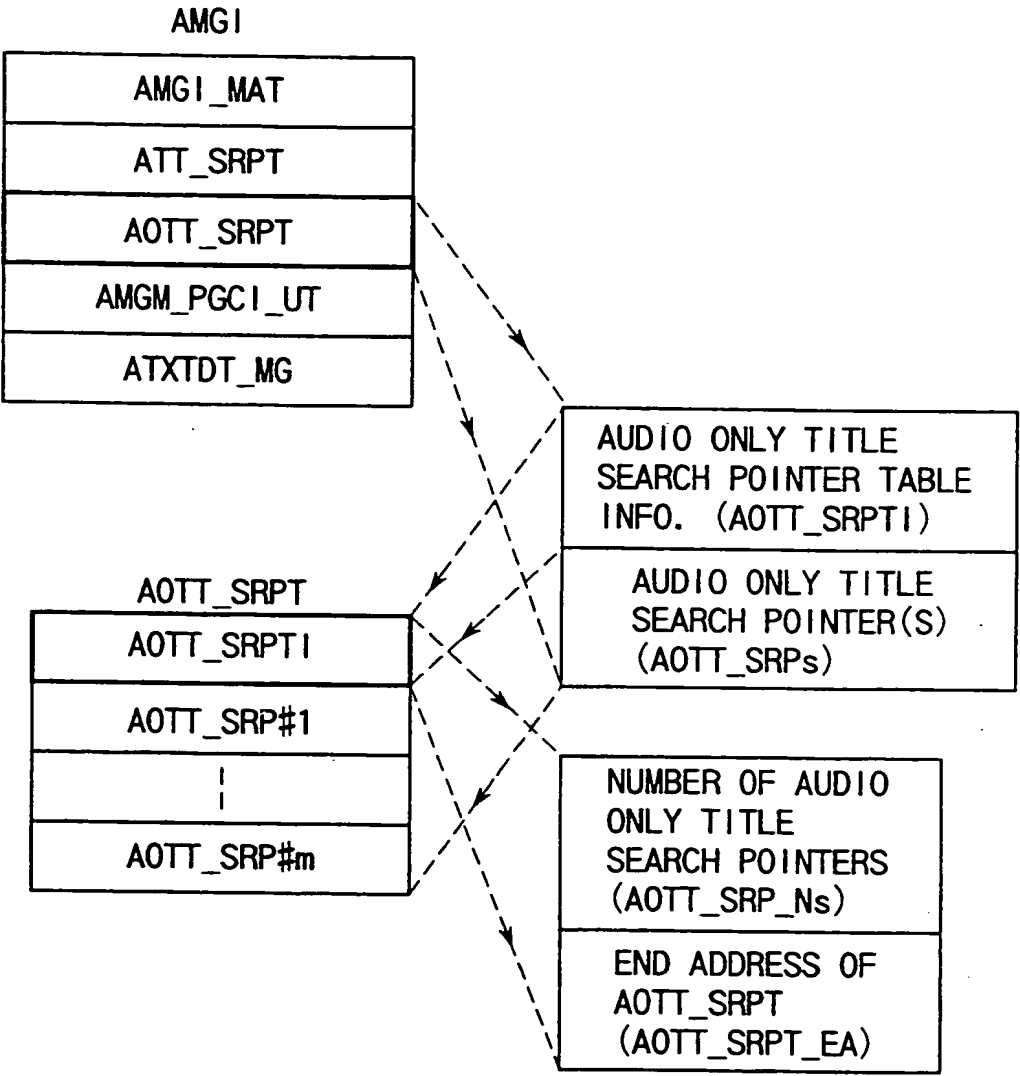 AMGI
AMGI_MAT
ATT_SRPT
AOTT_SRPT
AMGM_PGCI_UT
ATXTDT_MG
AUDIO ONLY TITLE
SEARCH POINTER TABLE
INFO. (AOTT_SRPTI)
AUDIO ONLY TITLE
SEARCH POINTER(S)
(AOTT_SRPs)
AOTT_SRPT
AOTT_SRPTI
AOTT_SRP#1
AOTT_SRP#m
NUMBER OF AUDIO
ONLY TITLE
SEARCH POINTERS
(AOTT_SRP_Ns)
END ADDRESS OF
AOTT_SRPT
(AOTT_SRPT_EA)